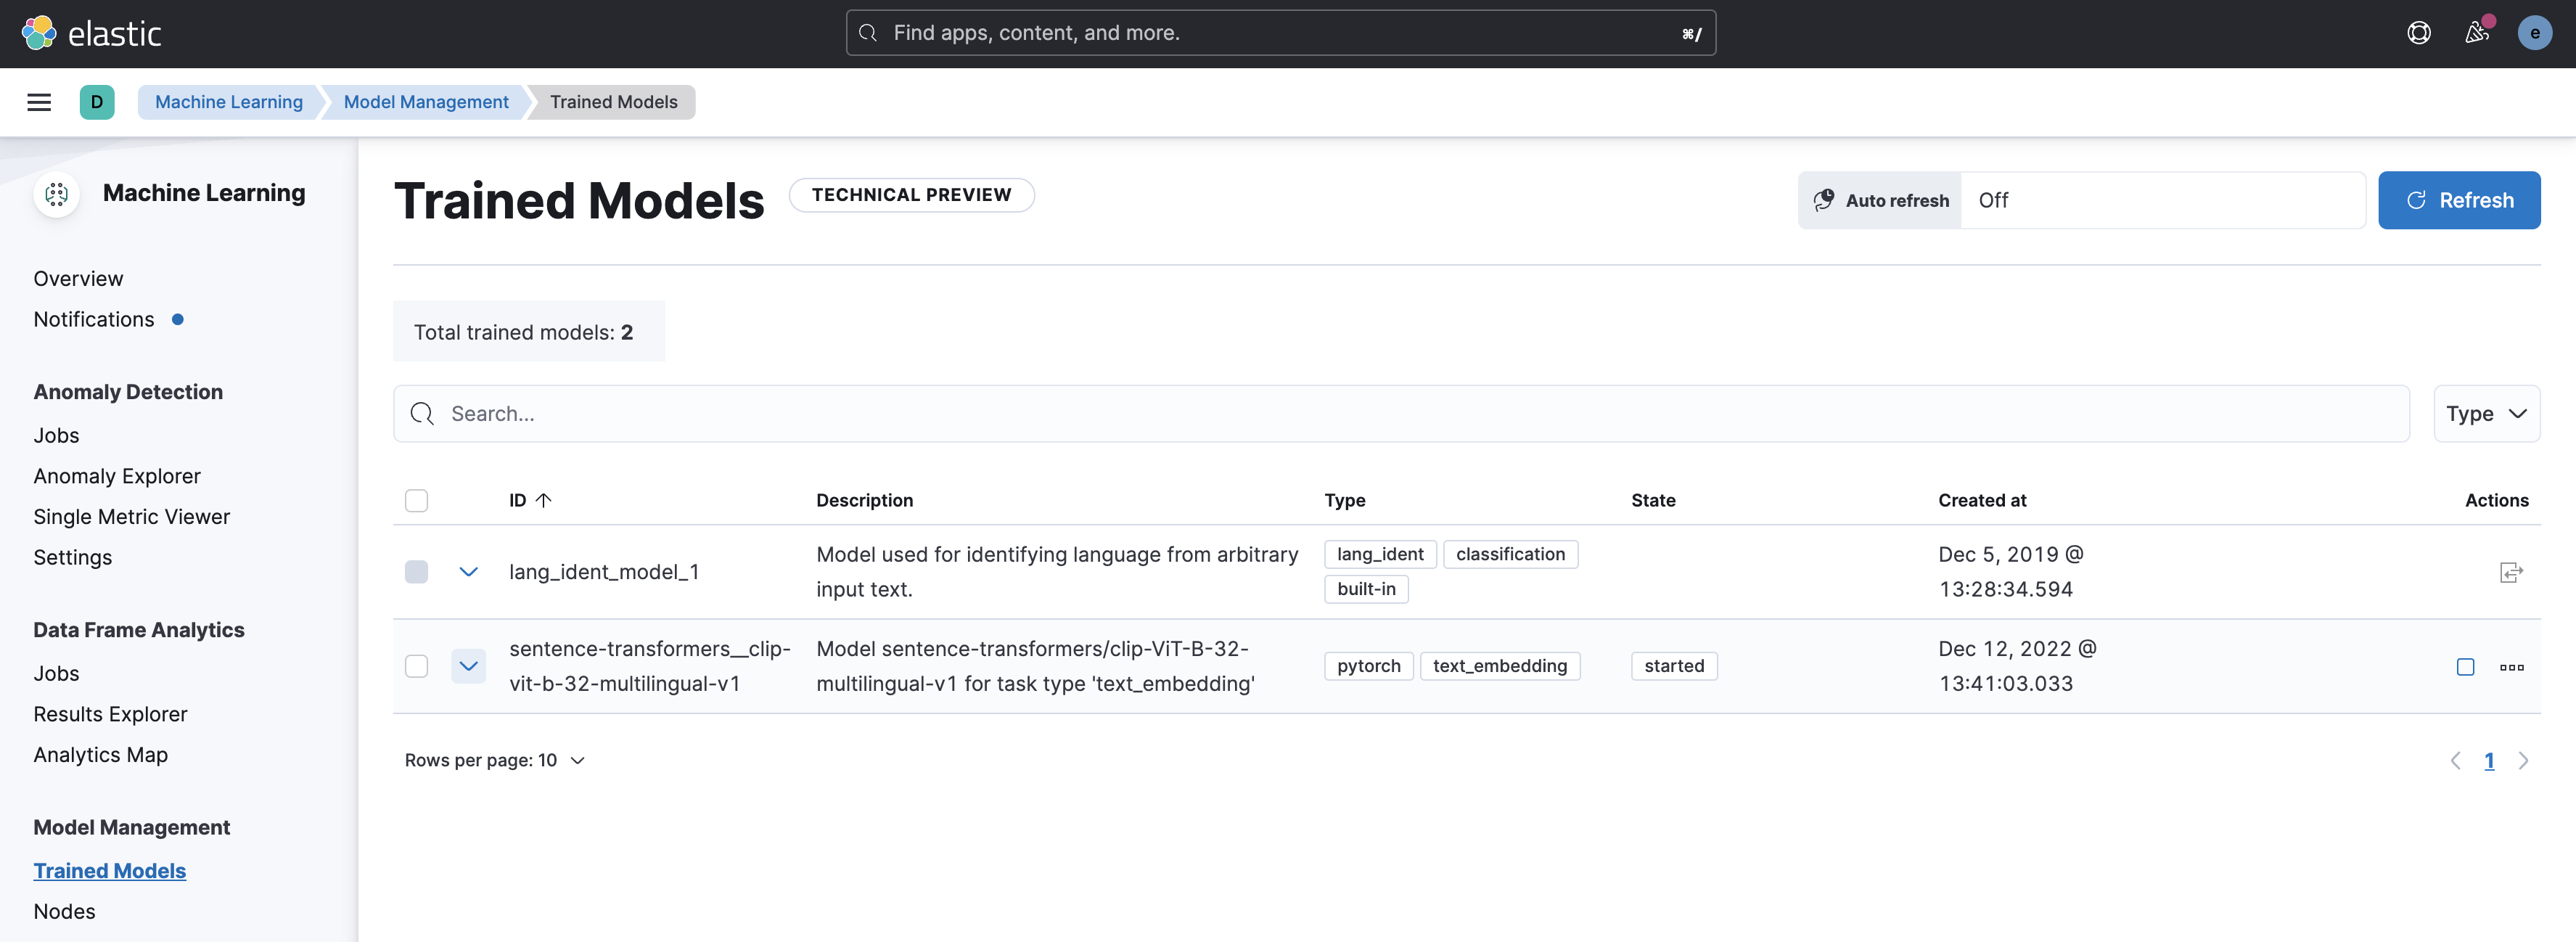 elastic
Find apps, content, and more.
⌘/
e
D
Machine Learning
Model Management
Trained Models
Machine Learning
Overview
Notifications
Anomaly Detection
Jobs
Anomaly Explorer
Single Metric Viewer
Settings
Data Frame Analytics
Jobs
Results Explorer
Analytics Map
Model Management
Trained Models
Nodes
Trained Models
TECHNICAL PREVIEW
Auto refresh
Off
Refresh
Total trained models: 2
Search...
Type
ID ↑
Description
Type
State
Created at
Actions
lang_ident_model_1
Model used for identifying language from arbitrary
input text.
lang_ident
classification
built-in
Dec 5, 2019 @
13:28:34.594
sentence-transformers__clip-
vit-b-32-multilingual-v1
Model sentence-transformers/clip-ViT-B-32-
multilingual-v1 for task type 'text_embedding'
pytorch
text_embedding
started
Dec 12, 2022 @
13:41:03.033
Rows per page: 10
1